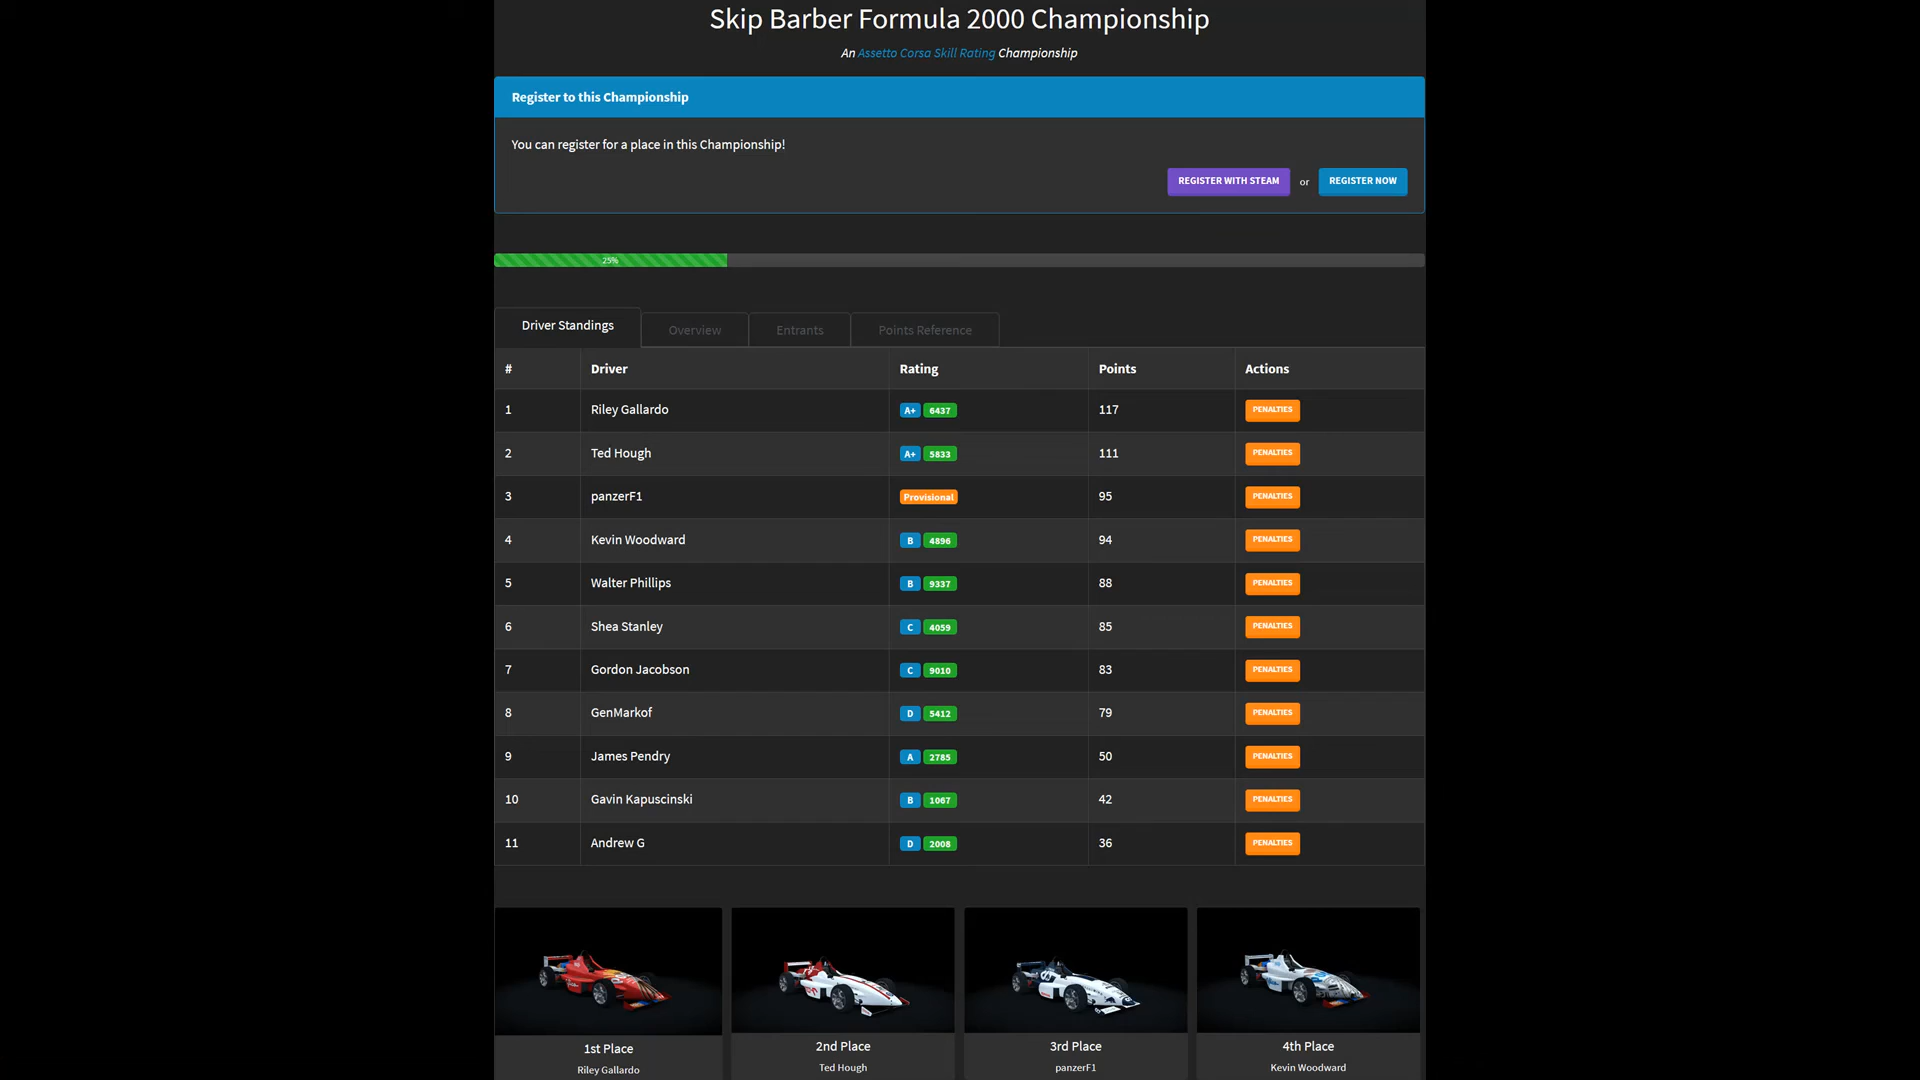 Skip Barber Formula 2000 Championship
An Assetto Corsa Skill Rating Championship
Register to this Championship
You can register for a place in this Championship!
REGISTER WITH STEAM or REGISTER NOW
25%
Driver Standings Overview Entrants Points Reference
# Driver Rating Points Actions
1 Riley Gallardo A+ 6437 117 PENALTIES
2 Ted Hough A+ 5833 111 PENALTIES
3 panzerF1 Provisional 95 PENALTIES
4 Kevin Woodward B 4896 94 PENALTIES
5 Walter Phillips B 9337 88 PENALTIES
6 Shea Stanley C 4059 85 PENALTIES
7 Gordon Jacobson C 9010 83 PENALTIES
8 GenMarkof D 5412 79 PENALTIES
9 James Pendry A 2785 50 PENALTIES
10 Gavin Kapuscinski B 1067 42 PENALTIES
11 Andrew G D 2008 36 PENALTIES
1st Place 2nd Place 3rd Place 4th Place
Riley Gallardo Ted Hough panzerF1 Kevin Woodward